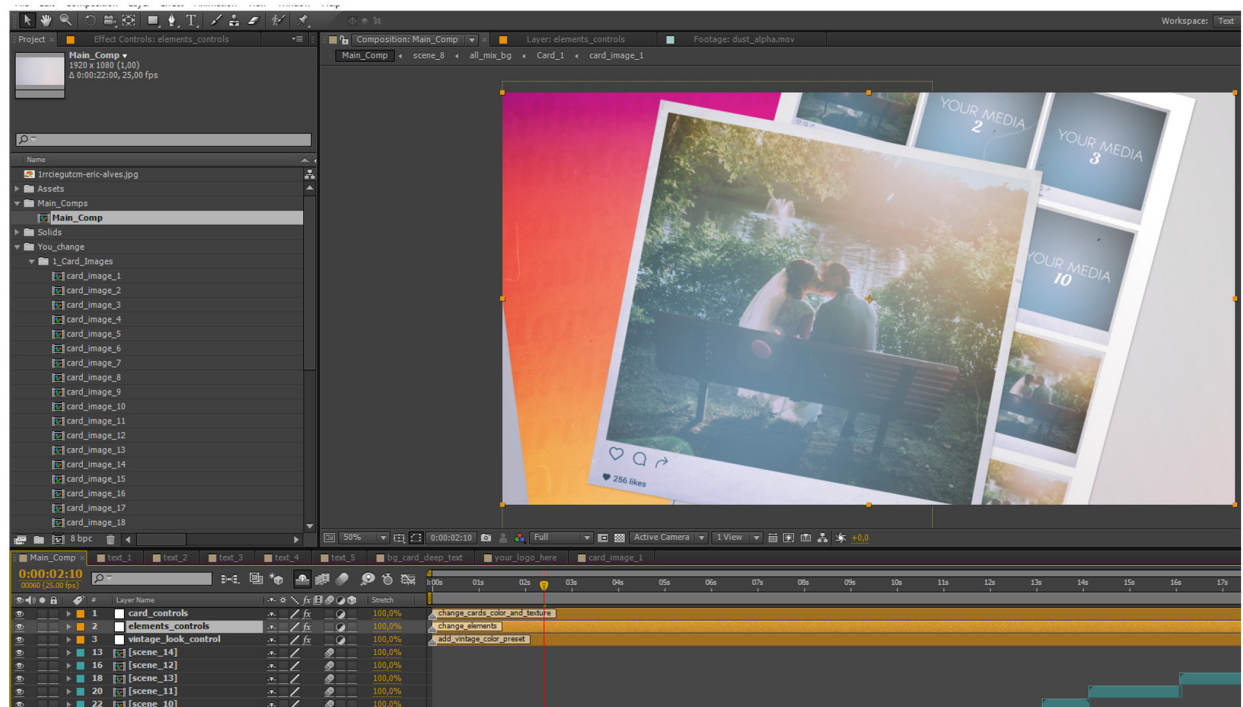 Workspace: Text
Project
Effect Controls: elements_controls
Composition: Main_Comp
Layer: elements_controls
Footage: dust_alpha.mov
Main_Comp
1920 x 1080 (1,00)
Δ 0:00:22:00, 25,00 fps
Main_Comp scene_8 all_mix_bg Card_1 card_image_1
YOUR MEDIA
2
YOUR MEDIA
3
YOUR MEDIA
10
256 likes
Name
1rrciegutcm-eric-alves.jpg
Assets
Main_Comps
Main_Comp
Solids
You_change
1_Card_Images
card_image_1
card_image_2
card_image_3
card_image_4
card_image_5
card_image_6
card_image_7
card_image_8
card_image_9
card_image_10
card_image_11
card_image_12
card_image_13
card_image_14
card_image_15
card_image_16
card_image_17
card_image_18
8 bpc
50% 0:00:02:10 Full Active Camera 1 View +0,0
Main_Comp text_1 text_2 text_3 text_4 text_5 bg_card_deep_text your_logo_here card_image_1
0:00:02:10
00060 (25.00 fps)
:00s 01s 02s 03s 04s 05s 06s 07s 08s 09s 10s 11s 12s 13s 14s 15s 16s 17s
# Layer Name fx Stretch
1 card_controls fx 100,0% change_cards_color_and_texture
2 elements_controls fx 100,0% change_elements
3 vintage_look_control fx 100,0% add_vintage_color_preset
13 [scene_14] 100,0%
16 [scene_12] 100,0%
18 [scene_13] 100,0%
20 [scene_11] 100,0%
22 [scene_10] 100,0%